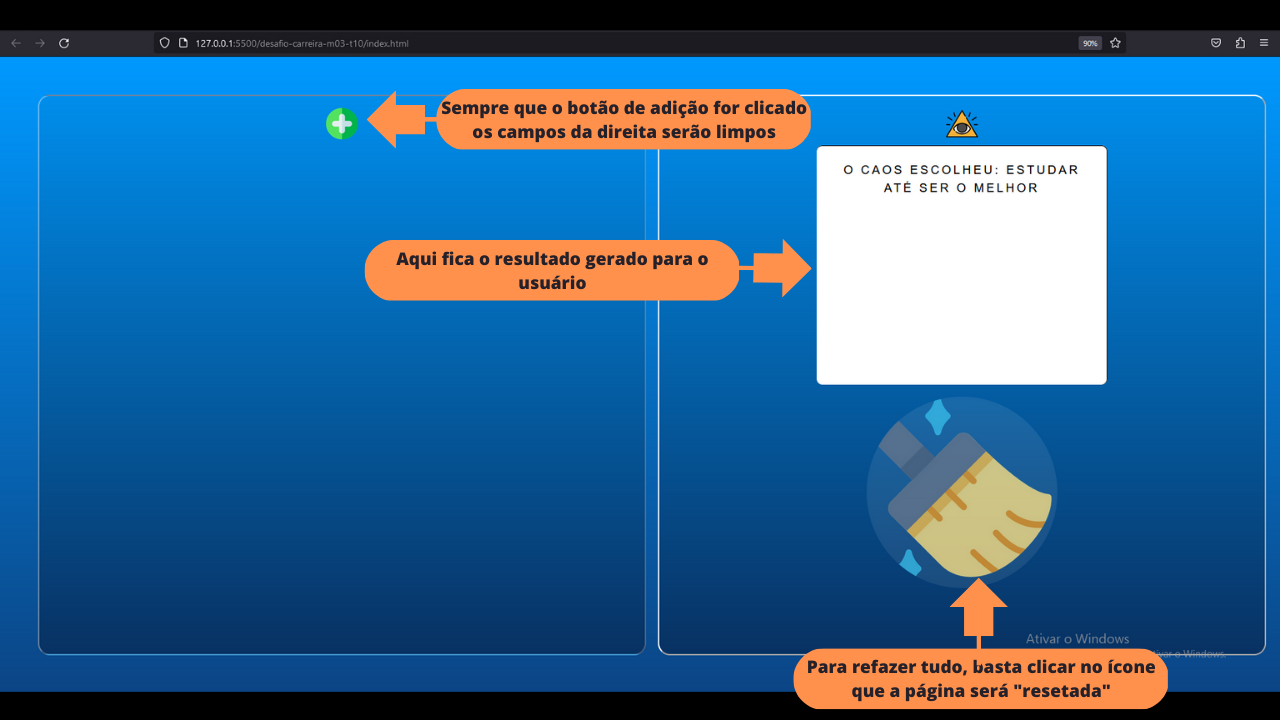 127.0.0.1:5500/desafio-carreira-m03-t10/index.html
90%
Sempre que o botão de adição for clicado
os campos da direita serão limpos
O CAOS ESCOLHEU: ESTUDAR
ATÉ SER O MELHOR
Aqui fica o resultado gerado para o
usuário
Ativar o Windows
ivar o Windows.
Para refazer tudo, basta clicar no ícone
que a página será "resetada"